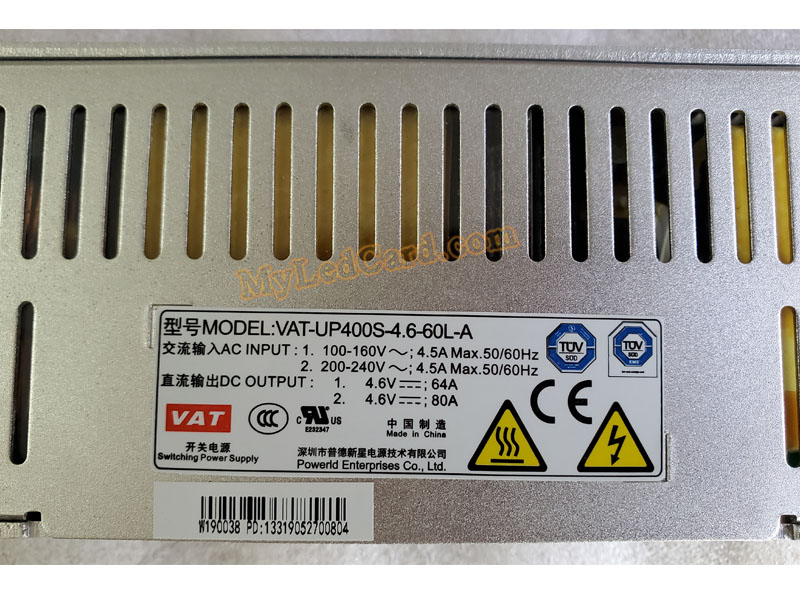 MyLedCard.com
型号MODEL:VAT-UP400S-4.6-60L-A
交流输入AC INPUT : 1. 100-160V～; 4.5A Max.50/60Hz
2. 200-240V～; 4.5A Max.50/60Hz
直流输出DC OUTPUT : 1. 4.6V⎓; 64A
2. 4.6V⎓; 80A
TÜV
SÜD
TÜV
SÜD
VAT
CCC
c RU US
E232347
中国制造
Made in China
CE
开关电源
Switching Power Supply
深圳市普德新星电源技术有限公司
Powerld Enterprises Co., Ltd.
W190038 PD:13319052700804